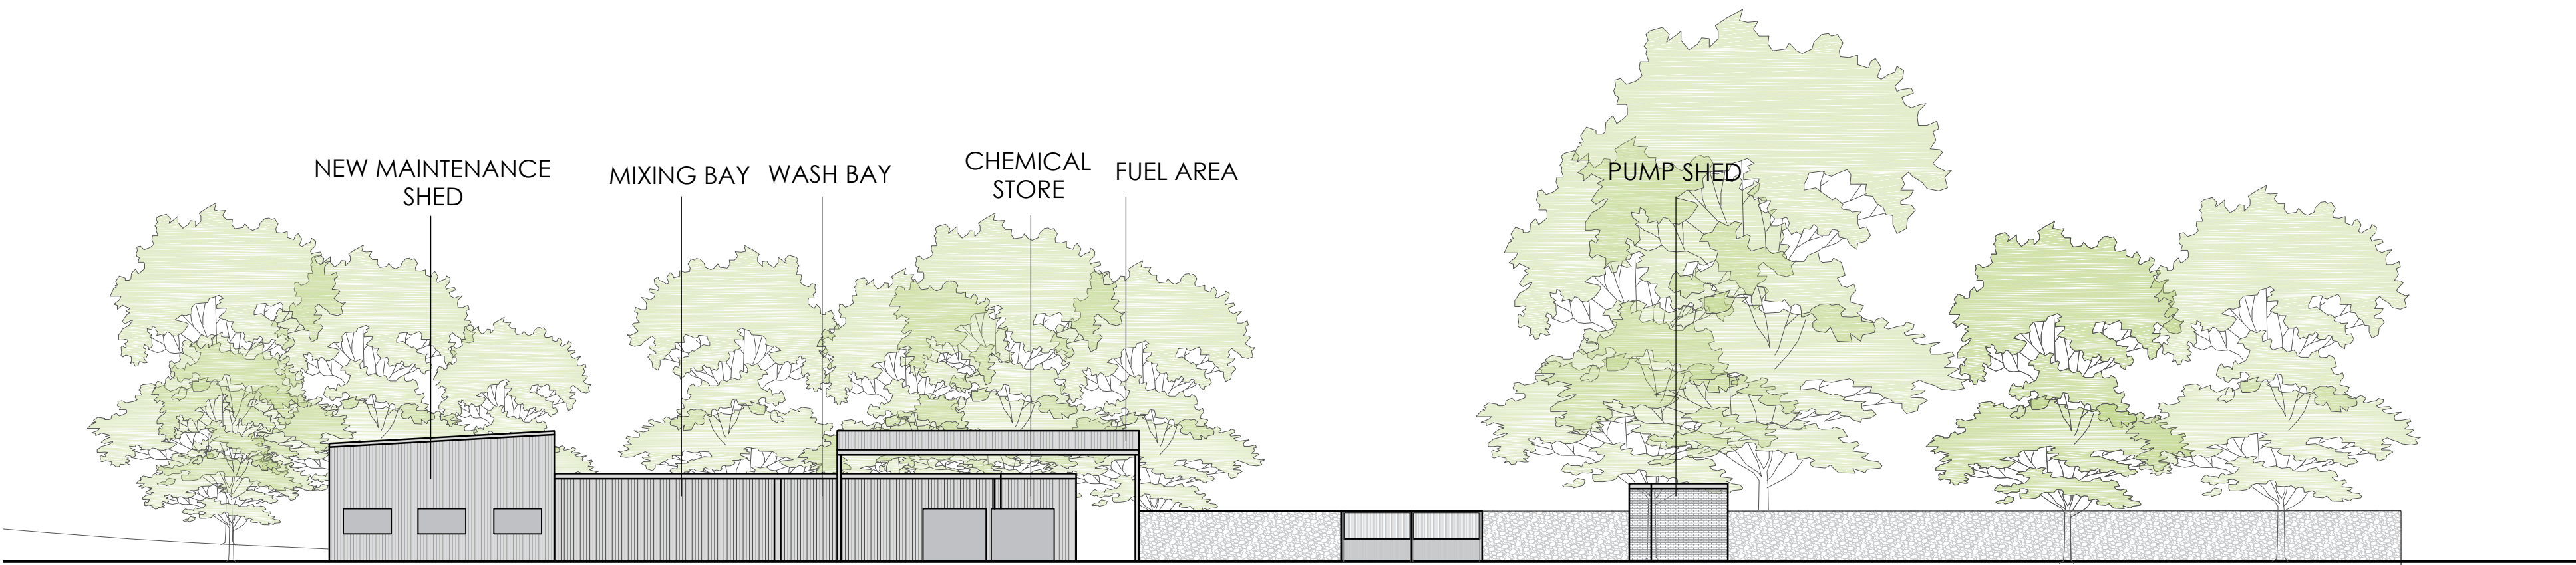 NEW MAINTENANCE
SHED
MIXING BAY
WASH BAY
CHEMICAL
STORE
FUEL AREA
PUMP SHED